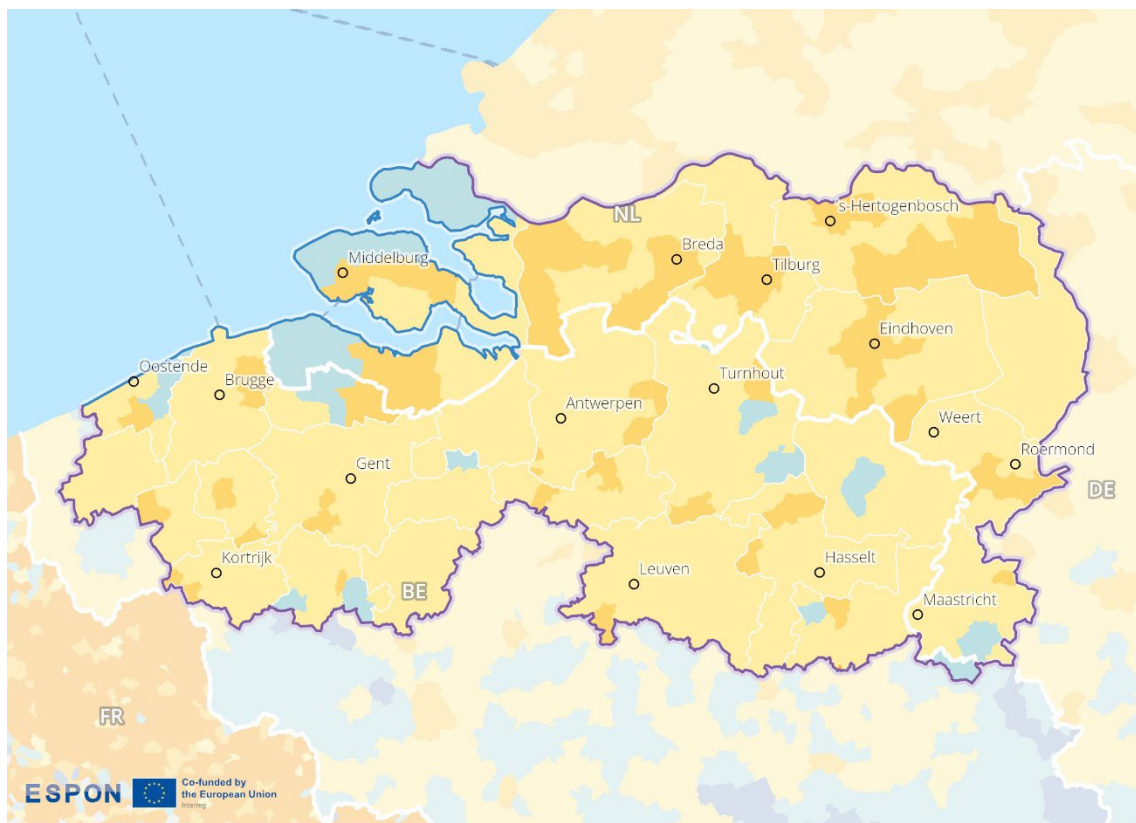 NL
's-Hertogenbosch
Breda
Middelburg
Tilburg
Eindhoven
Oostende
Brugge
Turnhout
Antwerpen
Weert
Roermond
Gent
DE
Kortrijk
Hasselt
Leuven
BE
Maastricht
FR
ESPON
Co-funded by
the European Union
Interreg